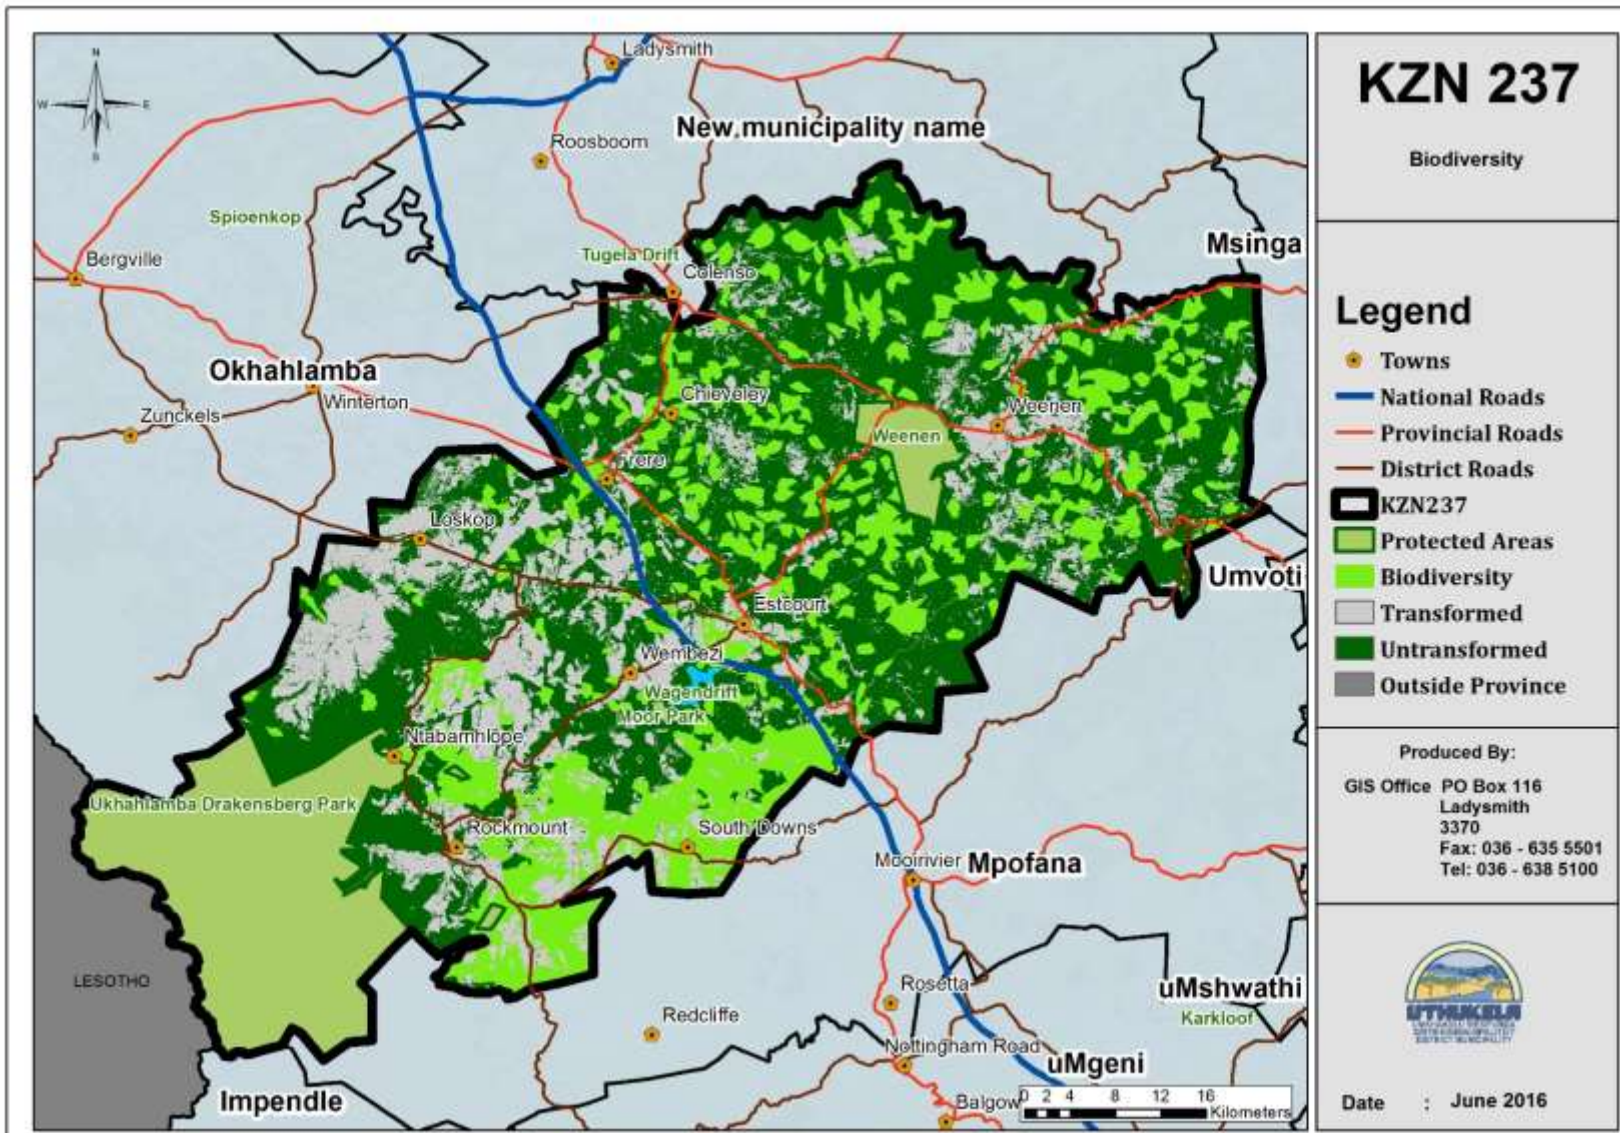 N
W
E
S
Ladysmith
New municipality name
Roosboom
Spioenkop
Msinga
Bergville
Tugela Drift
Colenso
Okhahlamba
Winterton
Chieveley
Zunckels
Weenen
Weenen
Frere
Loskop
Umvoti
Estcourt
Wembezi
Wagendrift
Moor Park
Ntabamhlope
Ukhahlamba Drakensberg Park
Rockmount
South Downs
Mooirivier
Mpofana
LESOTHO
Rosetta
uMshwathi
Karkloof
Redcliffe
Nottingham Road
uMgeni
Impendle
Balgow
0 2 4 8 12 16
Kilometers
KZN 237
Biodiversity
Legend
Towns
National Roads
Provincial Roads
District Roads
KZN237
Protected Areas
Biodiversity
Transformed
Untransformed
Outside Province
Produced By:
GIS Office PO Box 116
Ladysmith
3370
Fax: 036 - 635 5501
Tel: 036 - 638 5100
UTHUKELA
DISTRICT MUNICIPALITY
Date : June 2016